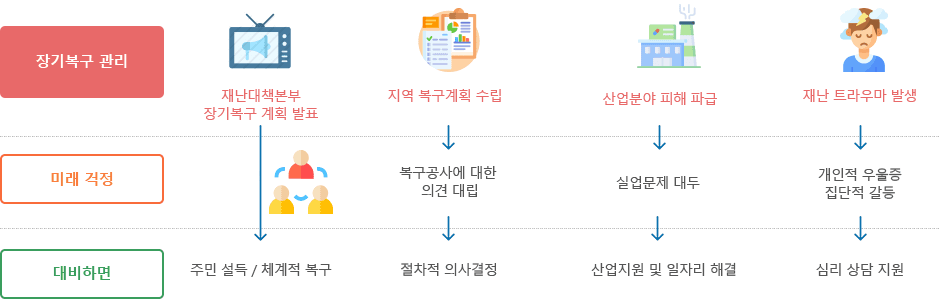 장기복구 관리
재난대책본부
장기복구 계획 발표
지역 복구계획 수립
산업분야 피해 파급
재난 트라우마 발생
미래 걱정
복구공사에 대한
의견 대립
실업문제 대두
개인적 우울증
집단적 갈등
대비하면
주민 설득 / 체계적 복구
절차적 의사결정
산업지원 및 일자리 해결
심리 상담 지원